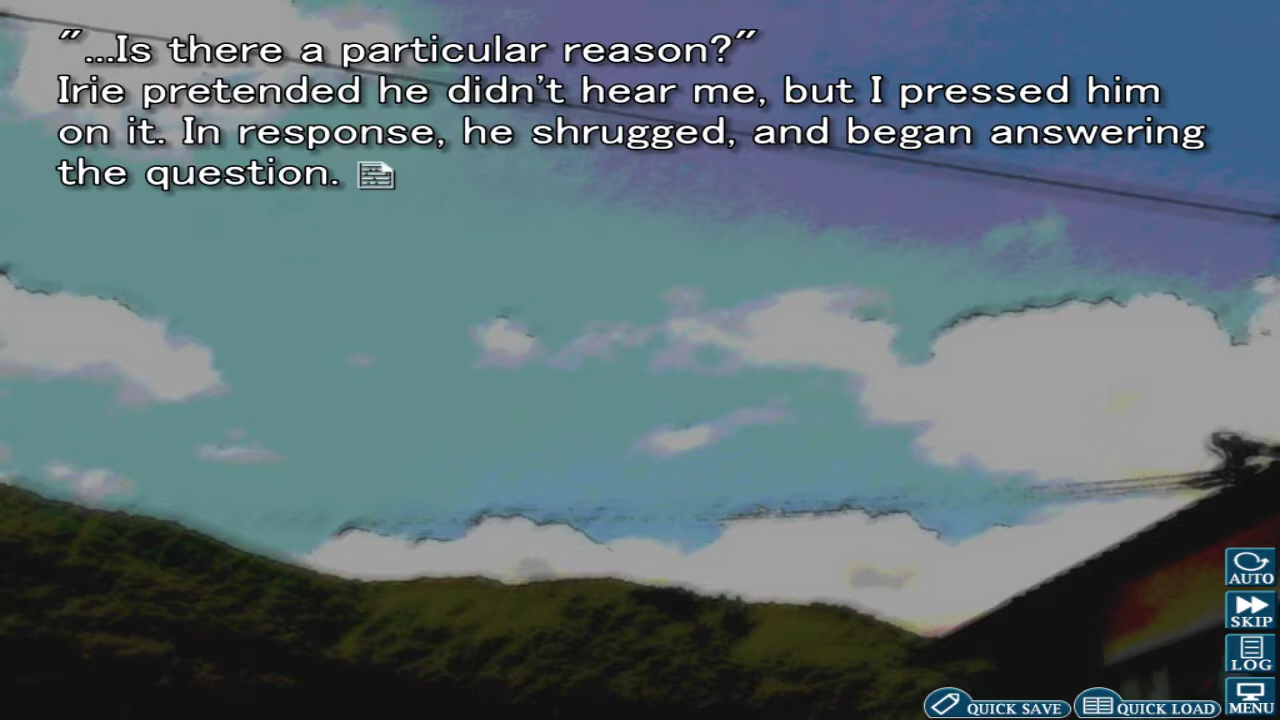 "...Is there a particular reason?"
Irie pretended he didn't hear me, but I pressed him
on it. In response, he shrugged, and began answering
the question.
AUTO
SKIP
LOG
MENU
QUICK SAVE
QUICK LOAD